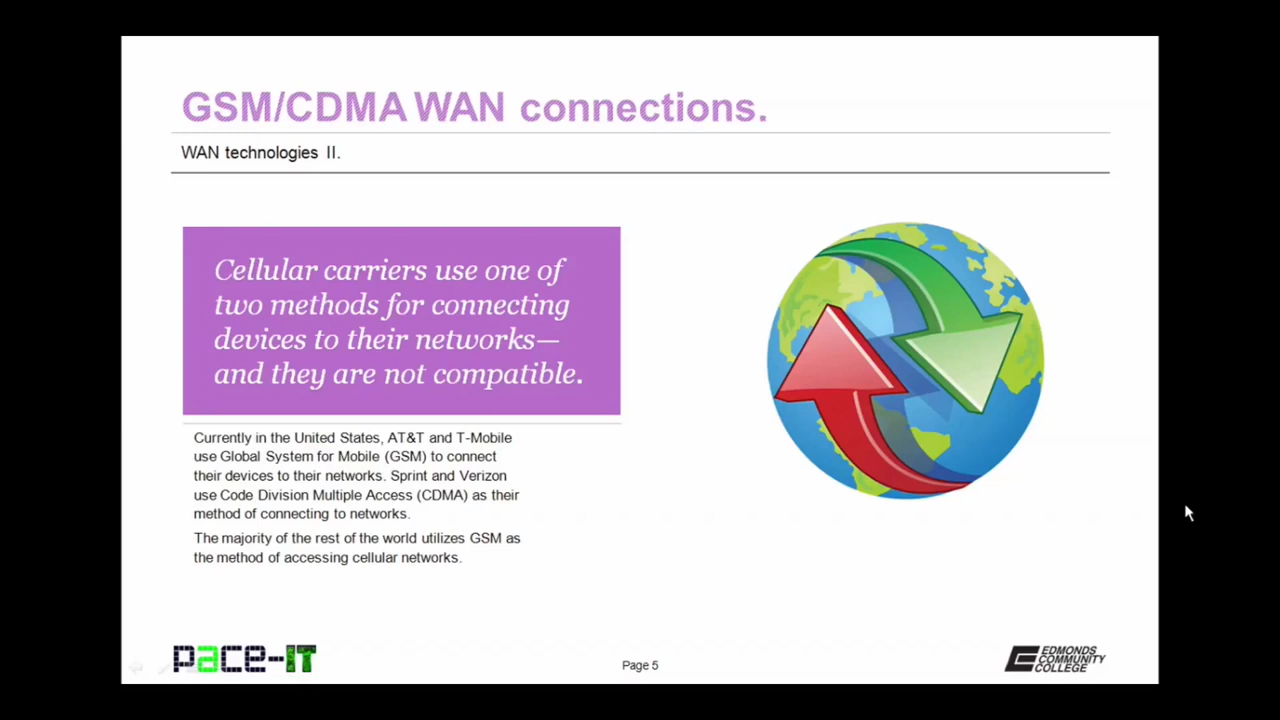 GSM/CDMA WAN connections.
WAN technologies II.
Cellular carriers use one of
two methods for connecting
devices to their networks—
and they are not compatible.
Currently in the United States, AT&T and T-Mobile
use Global System for Mobile (GSM) to connect
their devices to their networks. Sprint and Verizon
use Code Division Multiple Access (CDMA) as their
method of connecting to networks.
The majority of the rest of the world utilizes GSM as
the method of accessing cellular networks.
pace-IT
Page 5
EDMONDS
COMMUNITY
COLLEGE